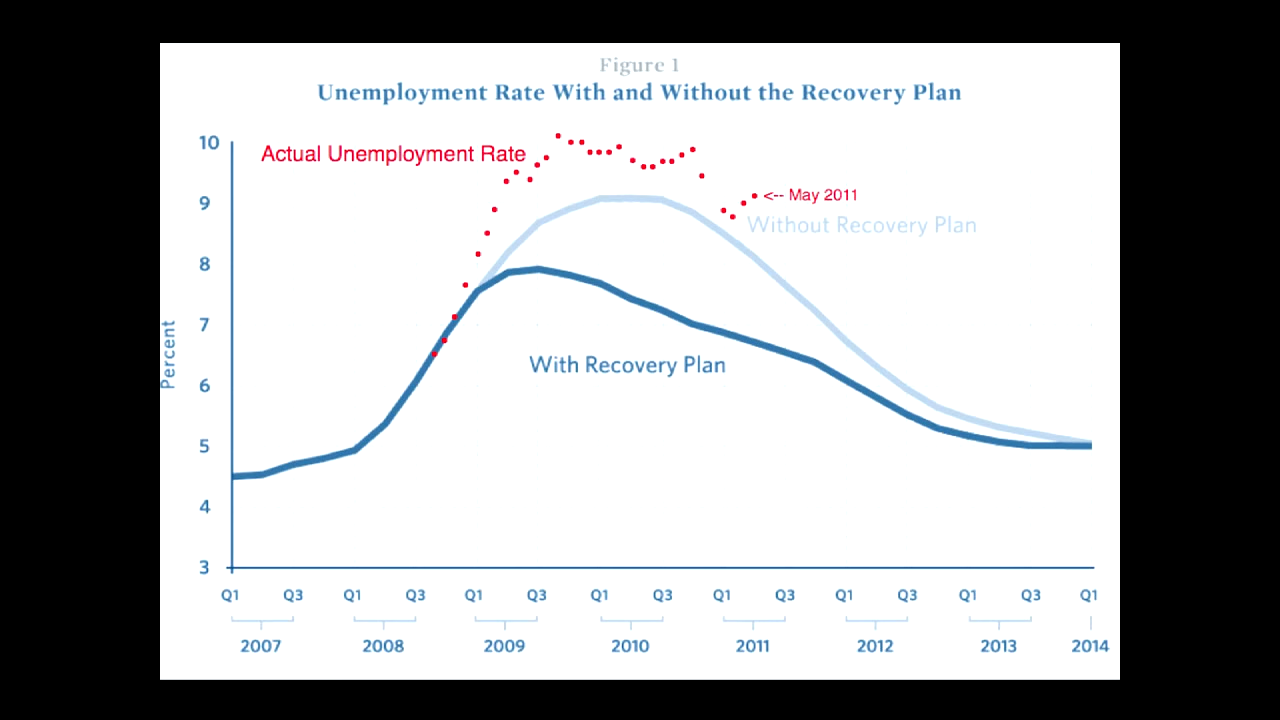 Figure 1
Unemployment Rate With and Without the Recovery Plan
10
Actual Unemployment Rate
9
<-- May 2011
Without Recovery Plan
8
7
Percent
With Recovery Plan
6
5
4
3
Q1 Q3 Q1 Q3 Q1 Q3 Q1 Q3 Q1 Q3 Q1 Q3 Q1 Q3 Q1
2007 2008 2009 2010 2011 2012 2013 2014